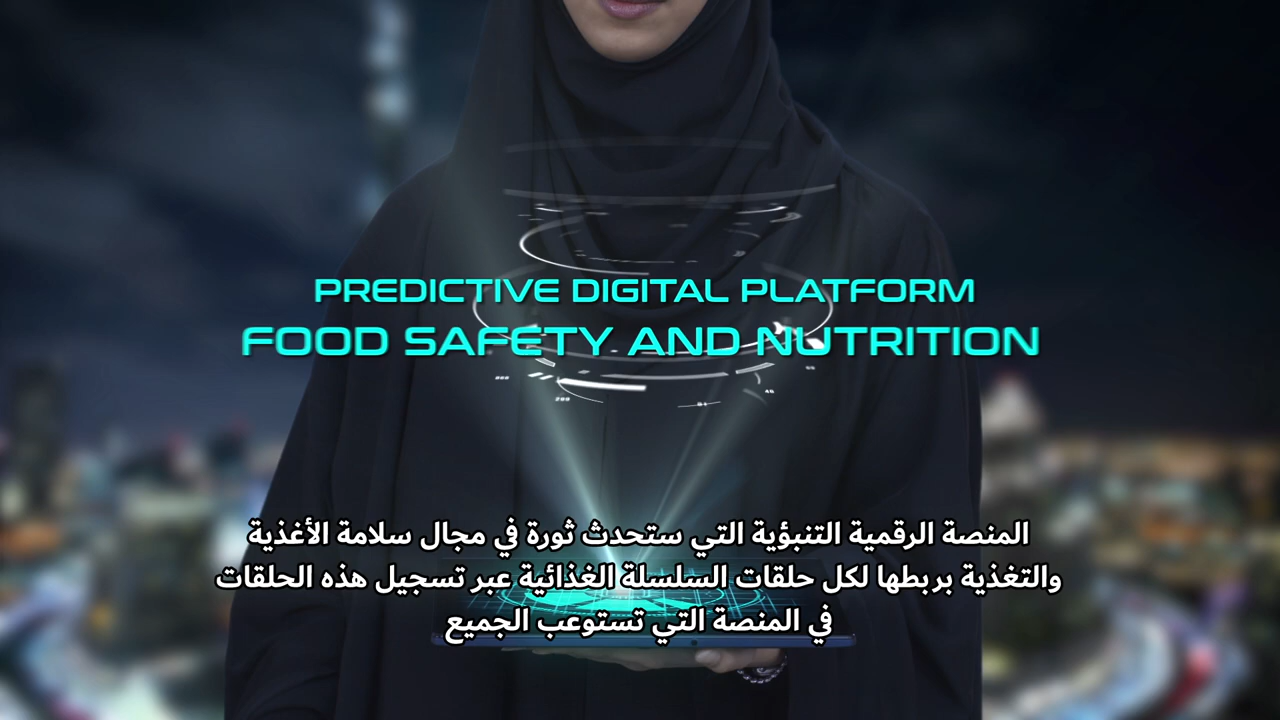 PREDICTIVE DIGITAL PLATFORM
FOOD SAFETY AND NUTRITION
المنصة الرقمية التنبؤية التي ستحدث ثورة في مجال سلامة الأغذية
والتغذية بربطها لكل حلقات السلسلة الغذائية عبر تسجيل هذه الحلقات
في المنصة التي تستوعب الجميع